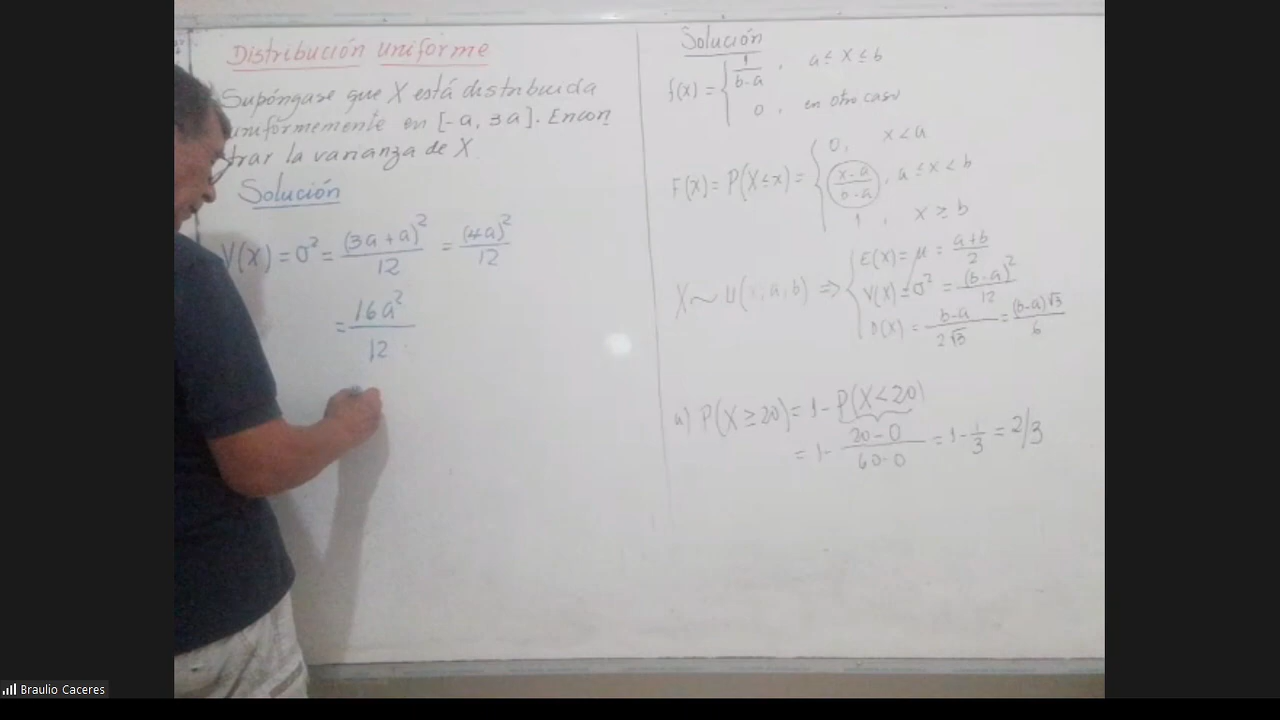 Distribución uniforme
Supóngase que X está distribuida
uniformemente en [-a, 3a]. Encon
trar la varianza de X
Solución
V(X) = σ² = (3a+a)²/12 = (4a)²/12
= 16a²/12
Solución
f(x) = { 1/(b-a) , a ≤ X ≤ b
0 , en otro caso
F(x) = P(X ≤ x) = { 0, x < a
(x-a)/(b-a) , a ≤ x < b
1 , x ≥ b
X ~ U(x, a, b) ⇒ { E(X) = μ = (a+b)/2
V(X) = σ² = (b-a)²/12
D(X) = (b-a)/(2√3) = (b-a)√3/6
a) P(X ≥ 20) = 1 - P(X < 20)
= 1 - (20-0)/(60-0) = 1 - 1/3 = 2/3
Braulio Caceres